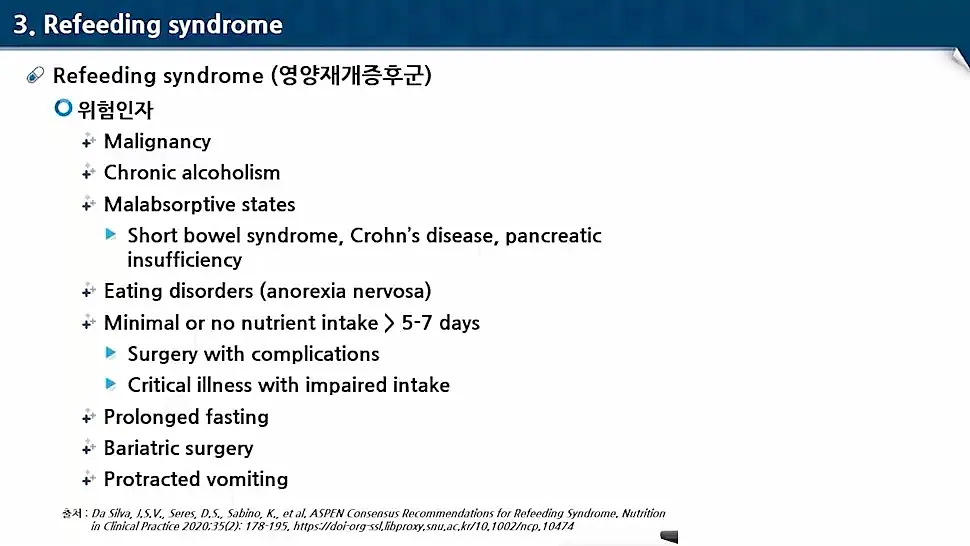 3. Refeeding syndrome
Refeeding syndrome (영양재개증후군)
위험인자
Malignancy
Chronic alcoholism
Malabsorptive states
Short bowel syndrome, Crohn's disease, pancreatic
insufficiency
Eating disorders (anorexia nervosa)
Minimal or no nutrient intake > 5-7 days
Surgery with complications
Critical illness with impaired intake
Prolonged fasting
Bariatric surgery
Protracted vomiting
출처 : Da Silva, J.S.V., Seres, D.S., Sabino, K., et al. ASPEN Consensus Recommendations for Refeeding Syndrome. Nutrition
in Clinical Practice 2020;35(2): 178-195. https://doi-org-ssl.libproxy.snu.ac.kr/10.1002/ncp.10474